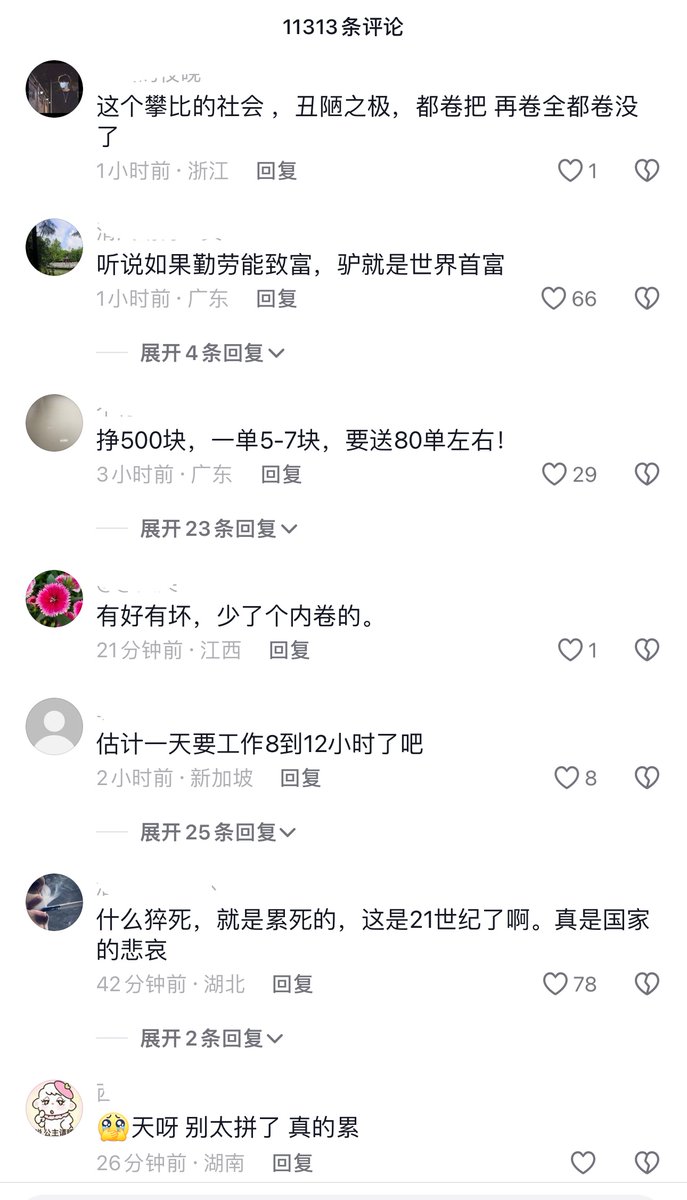 11313条评论
这个攀比的社会 ，丑陋之极，都卷把 再卷全都卷没
了
1小时前 · 浙江 回复 1
听说如果勤劳能致富，驴就是世界首富
1小时前 · 广东 回复 66
展开4条回复
挣500块，一单5-7块，要送80单左右！
3小时前 · 广东 回复 29
展开23条回复
有好有坏，少了个内卷的。
21分钟前 · 江西 回复 1
估计一天要工作8到12小时了吧
2小时前 · 新加坡 回复 8
展开25条回复
什么猝死，就是累死的，这是21世纪了啊。真是国家
的悲哀
42分钟前 · 湖北 回复 78
展开2条回复
🥹天呀 别太拼了 真的累
26分钟前 · 湖南 回复